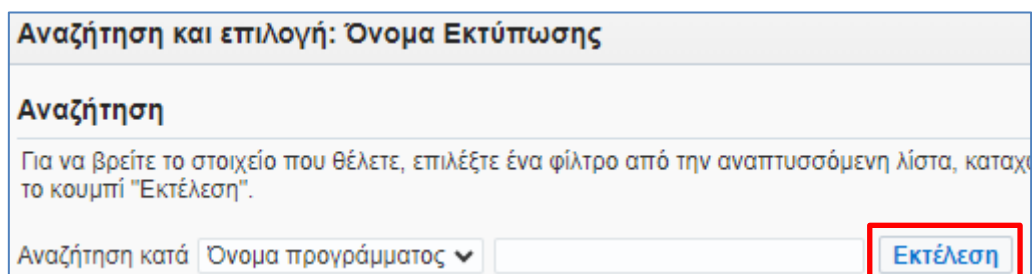 Αναζήτηση και επιλογή: Όνομα Εκτύπωσης
Αναζήτηση
Για να βρείτε το στοιχείο που θέλετε, επιλέξτε ένα φίλτρο από την αναπτυσσόμενη λίστα,
το κουμπί "Εκτέλεση".
Αναζήτηση κατά Όνομα προγράμματος Εκτέλεση